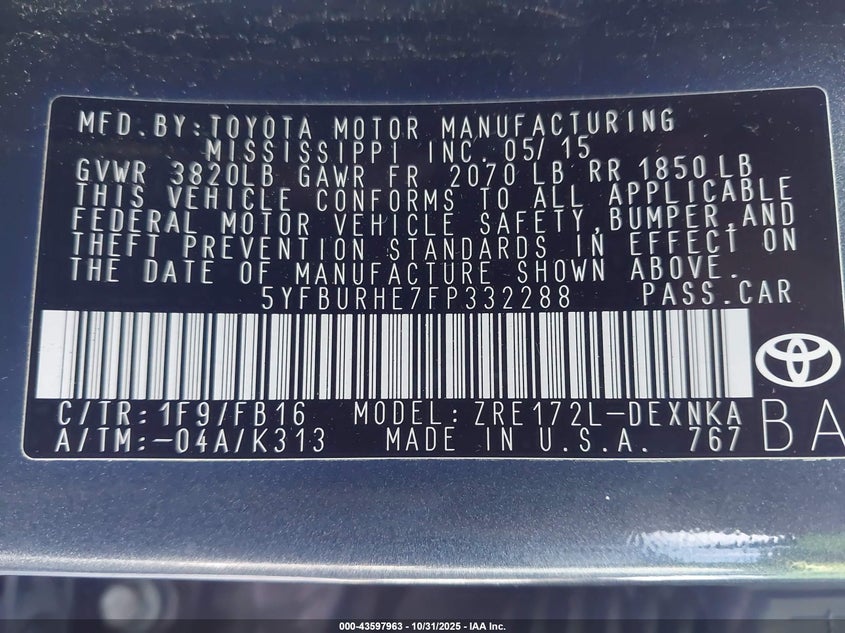 MFD.BY:TOYOTA MOTOR MANUFACTURING
MISSISSIPPI INC. 05/15
GVWR 3820LB GAWR FR 2070 LB RR 1850LB
THIS VEHICLE CONFORMS TO ALL APPLICABLE
FEDERAL MOTOR VEHICLE SAFETY,BUMPER,AND
THEFT PREVENTION STANDARDS IN EFFECT ON
THE DATE OF MANUFACTURE SHOWN ABOVE.
5YFBURHE7FP332288 PASS.CAR
C/TR:1F9/FB16 MODEL:ZRE172L-DEXNKA
A/TM:-04A/K313 MADE IN U.S.A. 767 BA
000-43597963 | 10/31/2025 - IAA Inc.